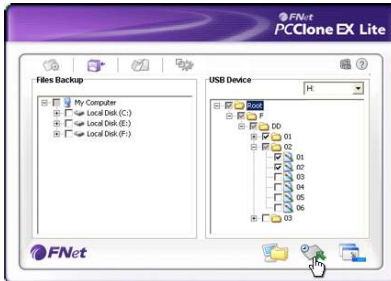 FNet
PCClone EX Lite
Files Backup
My Computer
Local Disk (C:)
Local Disk (E:)
Local Disk (F:)
USB Device
H:
Root
F
DD
01
02
01
02
03
04
05
06
03
FNet